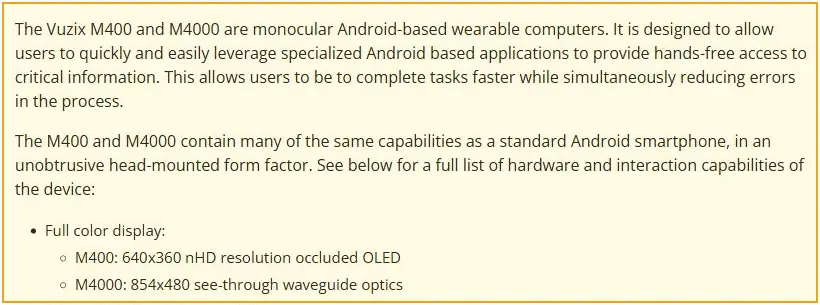 The Vuzix M400 and M4000 are monocular Android-based wearable computers. It is designed to allow
users to quickly and easily leverage specialized Android based applications to provide hands-free access to
critical information. This allows users to be to complete tasks faster while simultaneously reducing errors
in the process.
The M400 and M4000 contain many of the same capabilities as a standard Android smartphone, in an
unobtrusive head-mounted form factor. See below for a full list of hardware and interaction capabilities of
the device:
• Full color display:
◦ M400: 640x360 nHD resolution occluded OLED
◦ M4000: 854x480 see-through waveguide optics